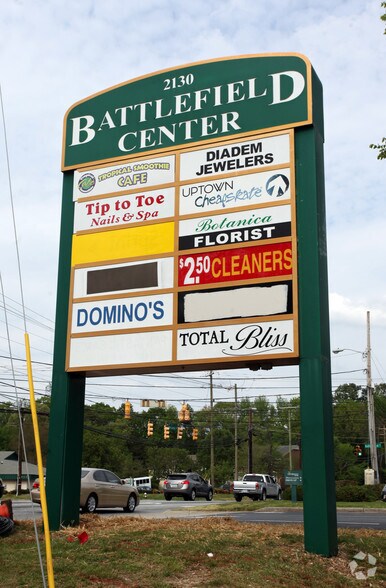 2130
BATTLEFIELD
CENTER
TROPICAL SMOOTHIE
CAFE
DIADEM
JEWELERS
Tip to Toe
Nails & Spa
UPTOWN
Cheapskate
Botanica
FLORIST
$2.50 CLEANERS
DOMINO'S
TOTAL Bliss